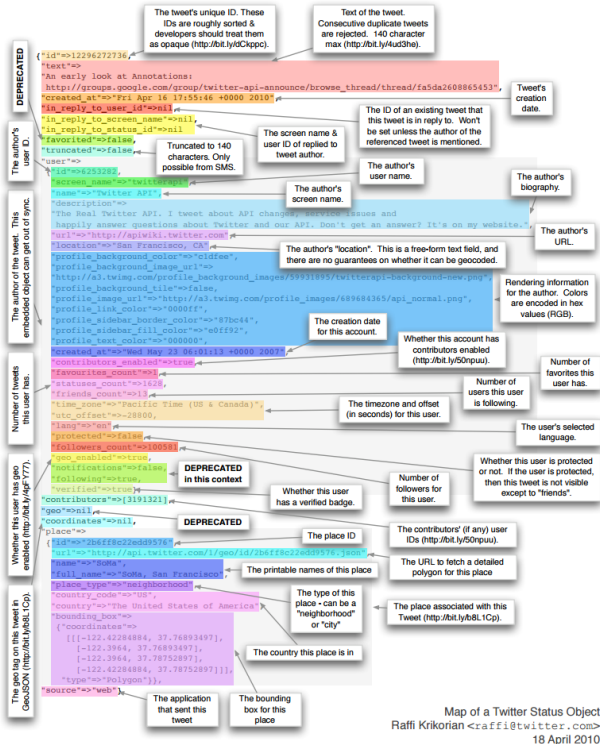 The tweet's unique ID. These
IDs are roughly sorted &
developers should treat them
as opaque (http://bit.ly/dCkppc).
Text of the tweet.
Consecutive duplicate tweets
are rejected. 140 character
max (http://bit.ly/4ud3he).
DEPRECATED
{"id"=>12296272736,
"text"=>
"An early look at Annotations:
http://groups.google.com/group/twitter-api-announce/browse_thread/thread/fa5da2608865453",
"created_at"=>"Fri Apr 16 17:55:46 +0000 2010",
"in_reply_to_user_id"=>nil,
"in_reply_to_screen_name"=>nil,
"in_reply_to_status_id"=>nil
"favorited"=>false,
"truncated"=>false,
Tweet's
creation
date.
The ID of an existing tweet that
this tweet is in reply to. Won't
be set unless the author of the
referenced tweet is mentioned.
The screen name &
user ID of replied to
tweet author.
Truncated to 140
characters. Only
possible from SMS.
The author's
user ID.
"user"=>
{"id"=>6253282,
"screen_name"=>"twitterapi",
"name"=>"Twitter API",
"description"=>
"The Real Twitter API. I tweet about API changes, service issues and
happily answer questions about Twitter and our API. Don't get an answer? It's on my website.",
"url"=>"http://apiwiki.twitter.com",
"location"=>"San Francisco, CA",
"profile_background_color"=>"c1dfee",
"profile_background_image_url"=>
"http://a3.twimg.com/profile_background_images/59931895/twitterapi-background-new.png",
"profile_background_tile"=>false,
"profile_image_url"=>"http://a3.twimg.com/profile_images/689684365/api_normal.png",
"profile_link_color"=>"0000ff",
"profile_sidebar_border_color"=>"87bc44",
"profile_sidebar_fill_color"=>"e0ff92",
"profile_text_color"=>"000000",
"created_at"=>"Wed May 23 06:01:13 +0000 2007",
"contributors_enabled"=>true,
"favourites_count"=>1,
"statuses_count"=>1628,
"friends_count"=>13,
"time_zone"=>"Pacific Time (US & Canada)",
"utc_offset"=>-28800,
"lang"=>"en",
"protected"=>false,
"followers_count"=>100581,
"geo_enabled"=>true,
"notifications"=>false,
"following"=>true,
"verified"=>true},
The author's
user name.
The author's
screen name.
The author's
biography.
The author's
URL.
The author's "location". This is a free-form text field, and
there are no guarantees on whether it can be geocoded.
The author of the tweet. This
embedded object can get out of sync.
Rendering information
for the author. Colors
are encoded in hex
values (RGB).
The creation date
for this account.
Whether this account has
contributors enabled
(http://bit.ly/50npuu).
Number of
favorites this
user has.
Number of tweets
this user has.
Number of
users this user
is following.
The timezone and offset
(in seconds) for this user.
The user's selected
language.
Whether this user is protected
or not. If the user is protected,
then this tweet is not visible
except to "friends".
DEPRECATED
in this context
Number of
followers for
this user.
Whether this user
has a verified badge.
Whether this user has geo
enabled (http://bit.ly/4pFY77).
"contributors"=>[3191321],
"geo"=>nil,
"coordinates"=>nil,
"place"=>
{"id"=>"2b6ff8c22edd9576",
"url"=>"http://api.twitter.com/1/geo/id/2b6ff8c22edd9576.json",
"name"=>"SoMa",
"full_name"=>"SoMa, San Francisco",
"place_type"=>"neighborhood",
"country_code"=>"US",
"country"=>"The United States of America",
"bounding_box"=>
{"coordinates"=>
[[[-122.42284884, 37.76893497],
[-122.3964, 37.76893497],
[-122.3964, 37.78752897],
[-122.42284884, 37.78752897]]],
"type"=>"Polygon"}},
"source"=>"web"}
DEPRECATED
The contributors' (if any) user
IDs (http://bit.ly/50npuu).
The place ID
The URL to fetch a detailed
polygon for this place
The printable names of this place
The type of this
place - can be a
"neighborhood"
or "city"
The place associated with this
Tweet (http://bit.ly/b8L1Cp).
The country this place is in
The geo tag on this tweet in
GeoJSON (http://bit.ly/b8L1Cp).
The application
that sent this
tweet
The bounding
box for this
place
Map of a Twitter Status Object
Raffi Krikorian <raffi@twitter.com>
18 April 2010